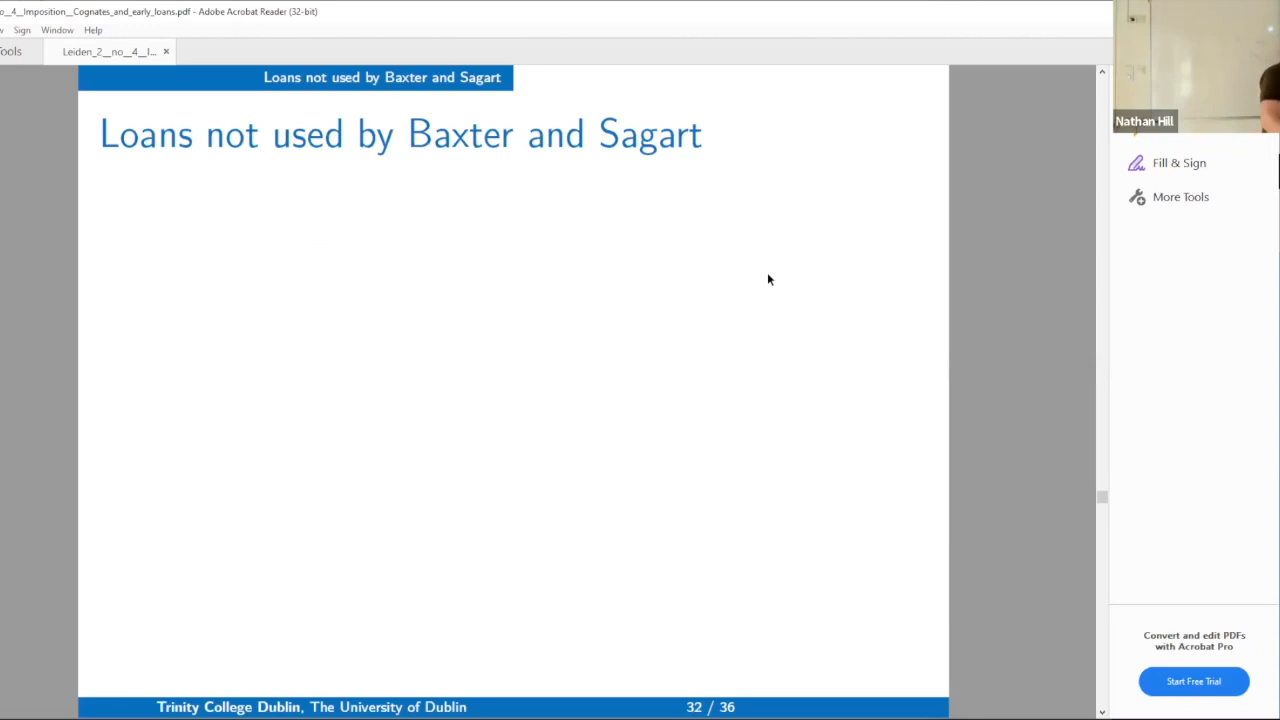 o__4__Imposition__Cognates_and_early_loans.pdf - Adobe Acrobat Reader (32-bit)
Sign Window Help
Tools
Leiden_2__no__4__I... ×
Loans not used by Baxter and Sagart
Loans not used by Baxter and Sagart
Nathan Hill
Fill & Sign
More Tools
Convert and edit PDFs
with Acrobat Pro
Start Free Trial
Trinity College Dublin, The University of Dublin 32 / 36